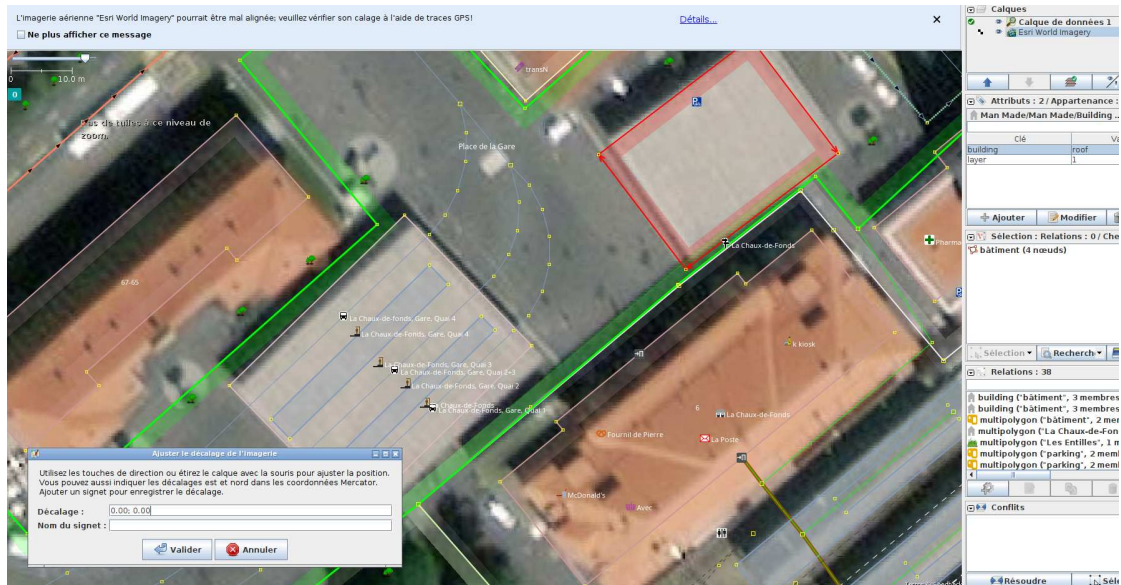 L'imagerie aérienne "Esri World Imagery" pourrait être mal alignée; veuillez vérifier son calage à l'aide de traces GPS!
Détails...
Ne plus afficher ce message
10.0 m
0
Pas de tuiles à ce niveau de
zoom.
transN
Place de la Gare
67-65
La Chaux-de-Fonds
Pharma
La Chaux-de-fonds, Gare, Quai 4
La Chaux-de-Fonds, Gare, Quai 4
La Chaux-de-Fonds, Gare, Quai 3
La Chaux-de-Fonds, Gare, Quai 2-3
La Chaux-de-Fonds, Gare, Quai 2
La Chaux-de-Fonds
La Chaux-de-Fonds, Gare, Quai 1
k kiosk
6
La Chaux-de-Fonds
Fournil de Pierre
La Poste
McDonald's
Avec
Ajuster le décalage de l'imagerie
Utilisez les touches de direction ou étirez le calque avec la souris pour ajuster la position.
Vous pouvez aussi indiquer les décalages est et nord dans les coordonnées Mercator.
Ajouter un signet pour enregistrer le décalage.
Décalage : 0.00; 0.00
Nom du signet :
Valider Annuler
Calques
Calque de données 1
Esri World Imagery
Attributs : 2 / Appartenance :
Man Made/Man Made/Building ..
Clé Va
building roof
layer 1
Ajouter Modifier
Sélection : Relations : 0 / Che
bâtiment (4 nœuds)
Sélection Recherch
Relations : 38
building ("bâtiment", 3 membres
building ("bâtiment", 3 membres
multipolygon ("bâtiment", 2 mer
multipolygon ("La Chaux-de-Fon
multipolygon ("Les Entilles", 1 m
multipolygon ("parking", 2 meml
multipolygon ("parking", 2 meml
Conflits
Résoudre Séle